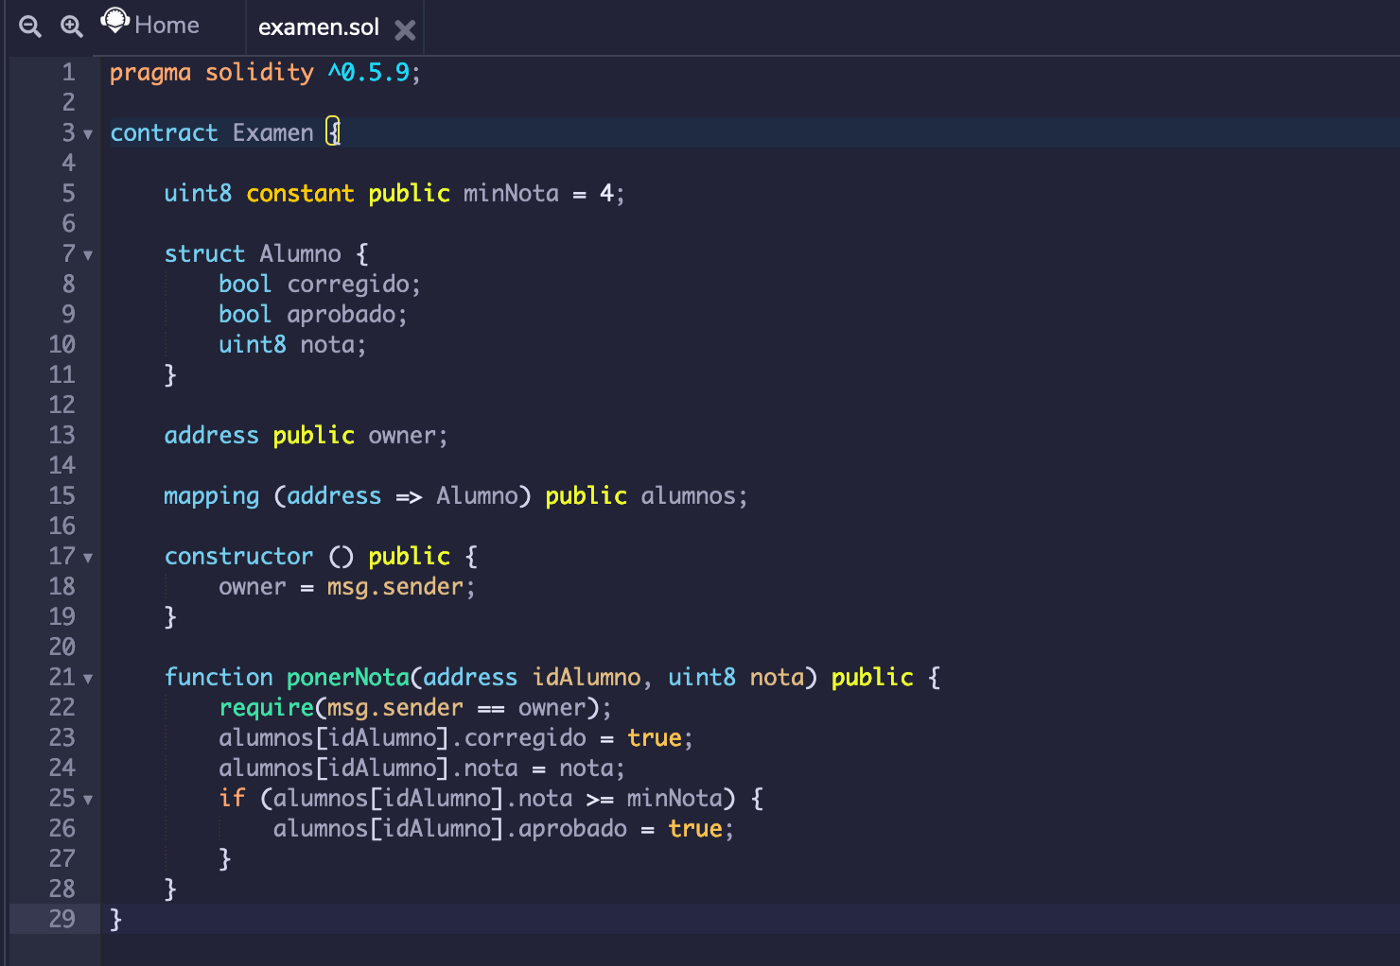 Home examen.sol
1 pragma solidity ^0.5.9;
2
3 contract Examen {
4
5 uint8 constant public minNota = 4;
6
7 struct Alumno {
8 bool corregido;
9 bool aprobado;
10 uint8 nota;
11 }
12
13 address public owner;
14
15 mapping (address => Alumno) public alumnos;
16
17 constructor () public {
18 owner = msg.sender;
19 }
20
21 function ponerNota(address idAlumno, uint8 nota) public {
22 require(msg.sender == owner);
23 alumnos[idAlumno].corregido = true;
24 alumnos[idAlumno].nota = nota;
25 if (alumnos[idAlumno].nota >= minNota) {
26 alumnos[idAlumno].aprobado = true;
27 }
28 }
29 }